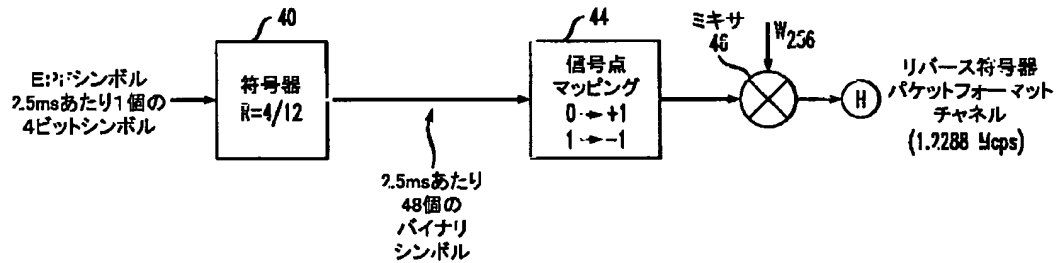 40
44
ミキサ
46
W256
EPFシンボル
2.5msあたり1個の
4ビットシンボル
符号器
R=4/12
信号点
マッピング
0→+1
1→-1
H
リバース符号器
パケットフォーマット
チャネル
(1.2288 Mcps)
2.5msあたり
48個の
バイナリ
シンボル